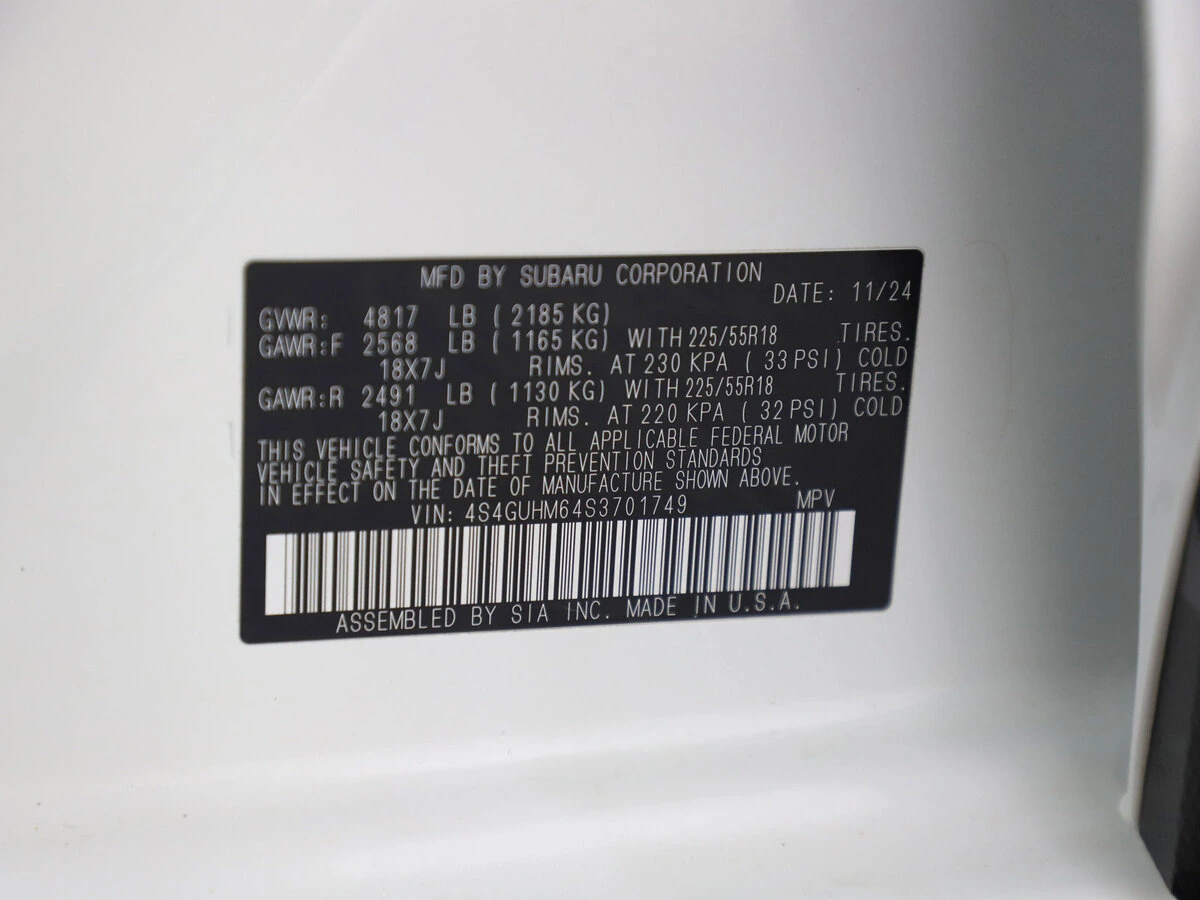 MFD BY SUBARU CORPORATION
DATE: 11/24
GVWR: 4817 LB ( 2185 KG)
GAWR:F 2568 LB ( 1165 KG) WITH 225/55R18 TIRES.
18X7J RIMS. AT 230 KPA ( 33 PSI) COLD
GAWR:R 2491 LB ( 1130 KG) WITH 225/55R18 TIRES.
18X7J RIMS. AT 220 KPA ( 32 PSI) COLD
THIS VEHICLE CONFORMS TO ALL APPLICABLE FEDERAL MOTOR
VEHICLE SAFETY AND THEFT PREVENTION STANDARDS
IN EFFECT ON THE DATE OF MANUFACTURE SHOWN ABOVE.
VIN: 4S4GUHM64S3701749 MPV
ASSEMBLED BY SIA INC. MADE IN U.S.A.